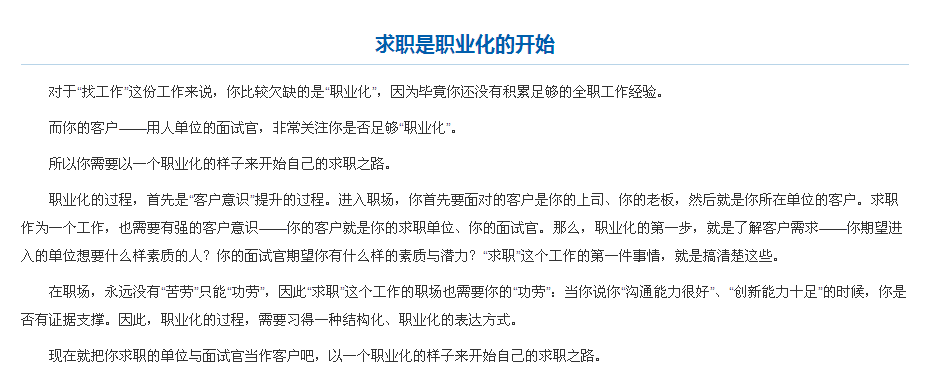 求职是职业化的开始
对于“找工作”这份工作来说，你比较欠缺的是“职业化”，因为毕竟你还没有积累足够的全职工作经验。
而你的客户——用人单位的面试官，非常关注你是否足够“职业化”。
所以你需要以一个职业化的样子来开始自己的求职之路。
职业化的过程，首先是“客户意识”提升的过程。进入职场，你首先要面对的客户是你的上司、你的老板，然后就是你所在单位的客户。求职
作为一个工作，也需要有强的客户意识——你的客户就是你的求职单位、你的面试官。那么，职业化的第一步，就是了解客户需求——你期望进
入的单位想要什么样素质的人？你的面试官期望你有什么样的素质与潜力？“求职”这个工作的第一件事情，就是搞清楚这些。
在职场，永远没有“苦劳”只能“功劳”，因此“求职”这个工作的职场也需要你的“功劳”：当你说你“沟通能力很好”、“创新能力十足”的时候，你是
否有证据支撑。因此，职业化的过程，需要习得一种结构化、职业化的表达方式。
现在就把你求职的单位与面试官当作客户吧，以一个职业化的样子来开始自己的求职之路。